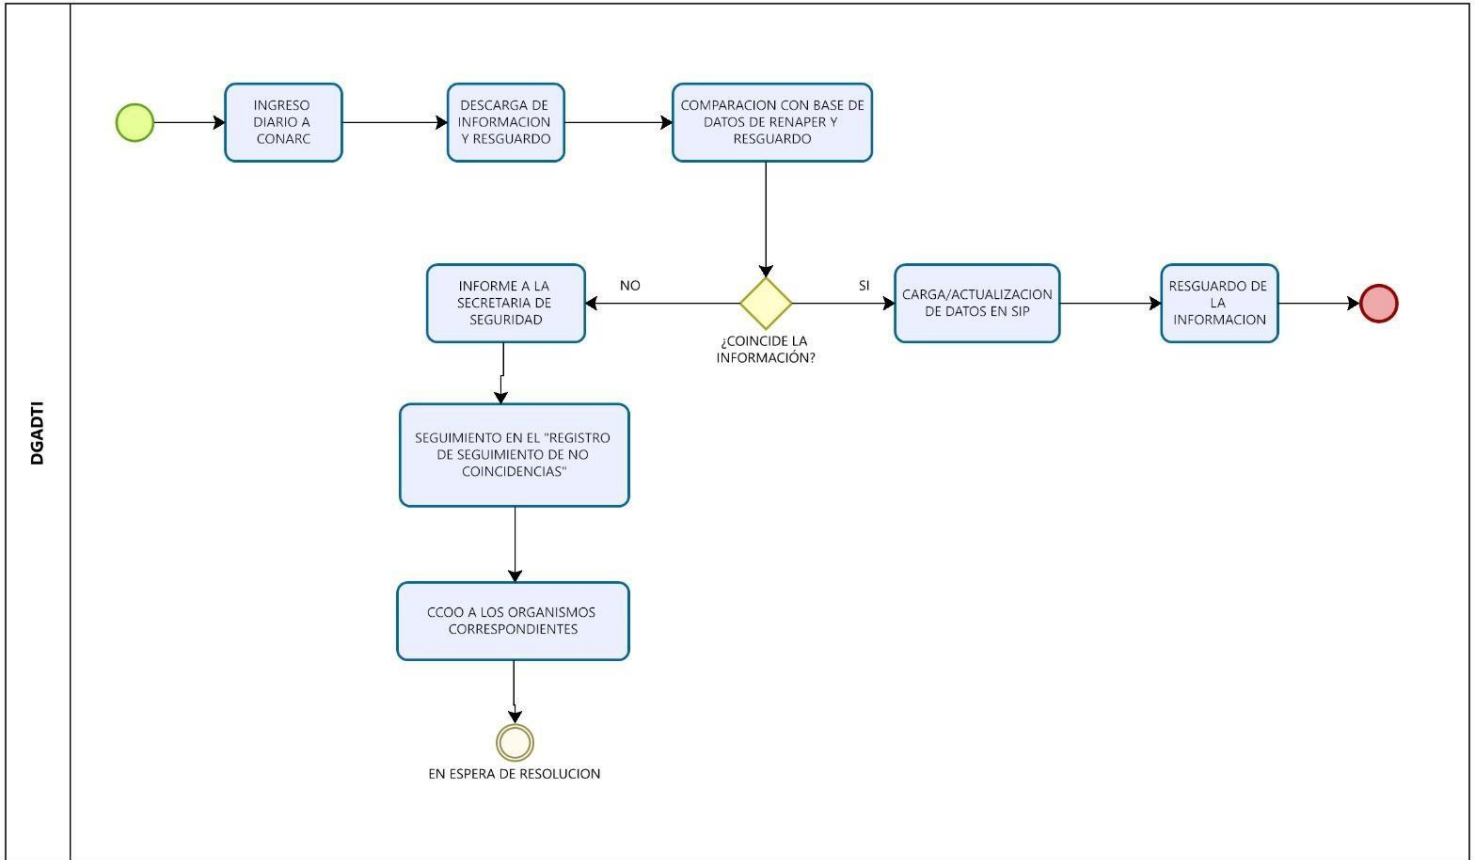 DGADTI
INGRESO
DIARIO A
CONARC
DESCARGA DE
INFORMACION
Y RESGUARDO
COMPARACION CON BASE DE
DATOS DE RENAPER Y
RESGUARDO
INFORME A LA
SECRETARIA DE
SEGURIDAD
NO
¿COINCIDE LA
INFORMACIÓN?
SI
CARGA/ACTUALIZACION
DE DATOS EN SIP
RESGUARDO DE
LA
INFORMACION
SEGUIMIENTO EN EL "REGISTRO
DE SEGUIMIENTO DE NO
COINCIDENCIAS"
CCOO A LOS ORGANISMOS
CORRESPONDIENTES
EN ESPERA DE RESOLUCION